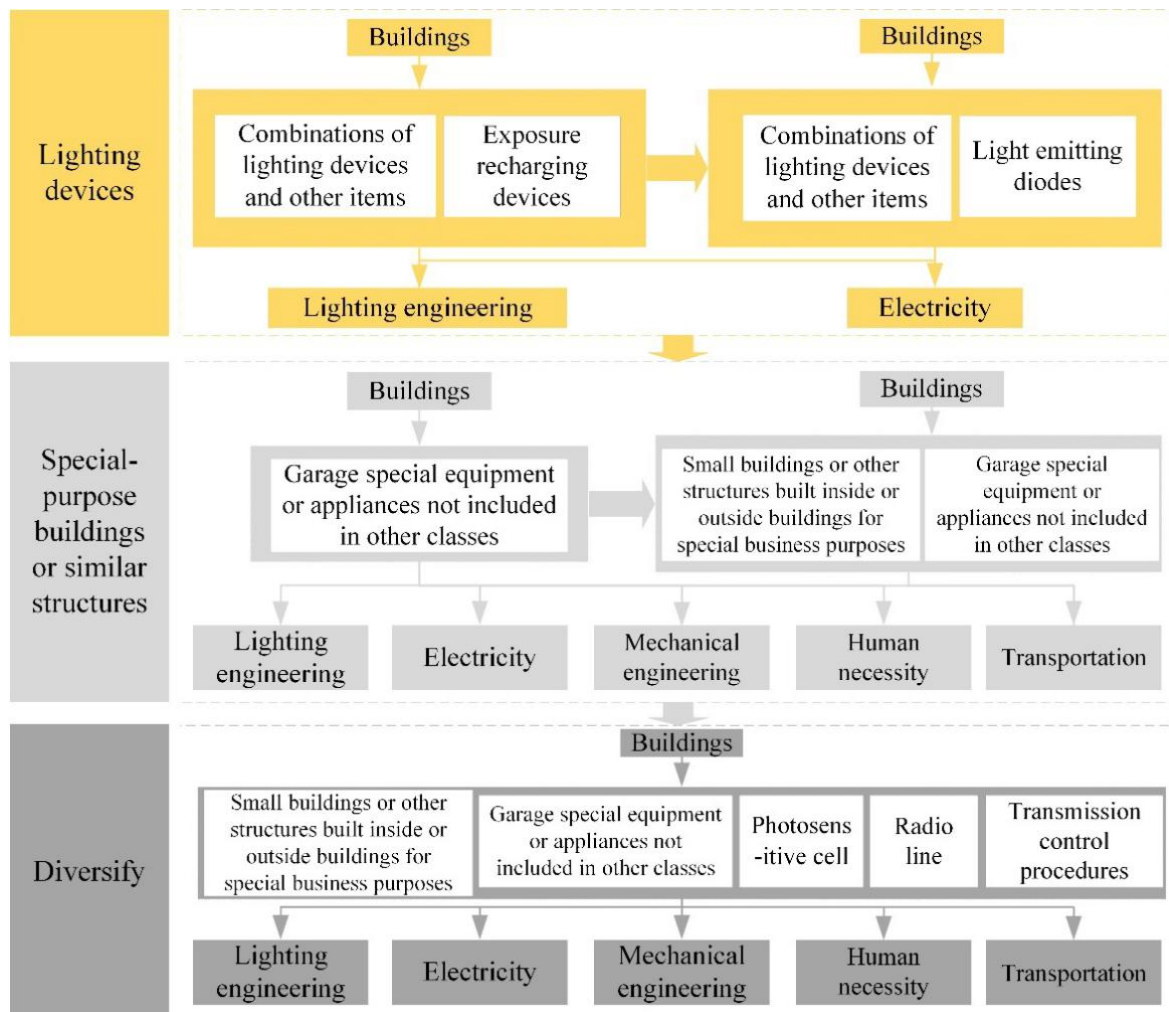 Lighting
devices
Buildings
Buildings
Combinations of
lighting devices
and other items
Exposure
recharging
devices
Combinations of
lighting devices
and other items
Light emitting
diodes
Lighting engineering
Electricity
Special-
purpose
buildings
or similar
structures
Buildings
Buildings
Garage special equipment
or appliances not included
in other classes
Small buildings or other
structures built inside or
outside buildings for
special business purposes
Garage special
equipment or
appliances not included
in other classes
Lighting
engineering
Electricity
Mechanical
engineering
Human
necessity
Transportation
Diversify
Buildings
Small buildings or other
structures built inside or
outside buildings for
special business purposes
Garage special equipment
or appliances not
included in other classes
Photosens
-itive cell
Radio
line
Transmission
control
procedures
Lighting
engineering
Electricity
Mechanical
engineering
Human
necessity
Transportation